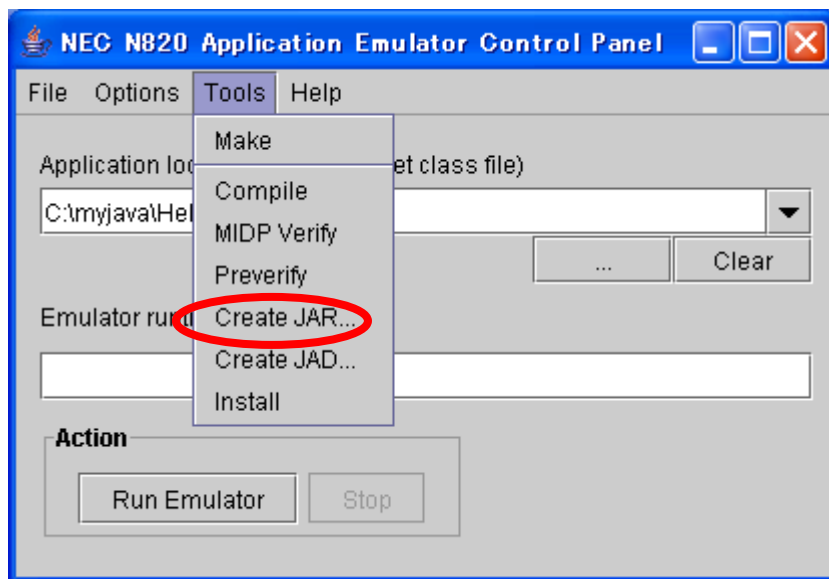 NEC N820 Application Emulator Control Panel
File Options Tools Help
Make
Application loc et class file)
Compile
C:\myjava\Hel
MIDP Verify
... Clear
Preverify
Emulator runti Create JAR...
Create JAD...
Install
Action
Run Emulator Stop